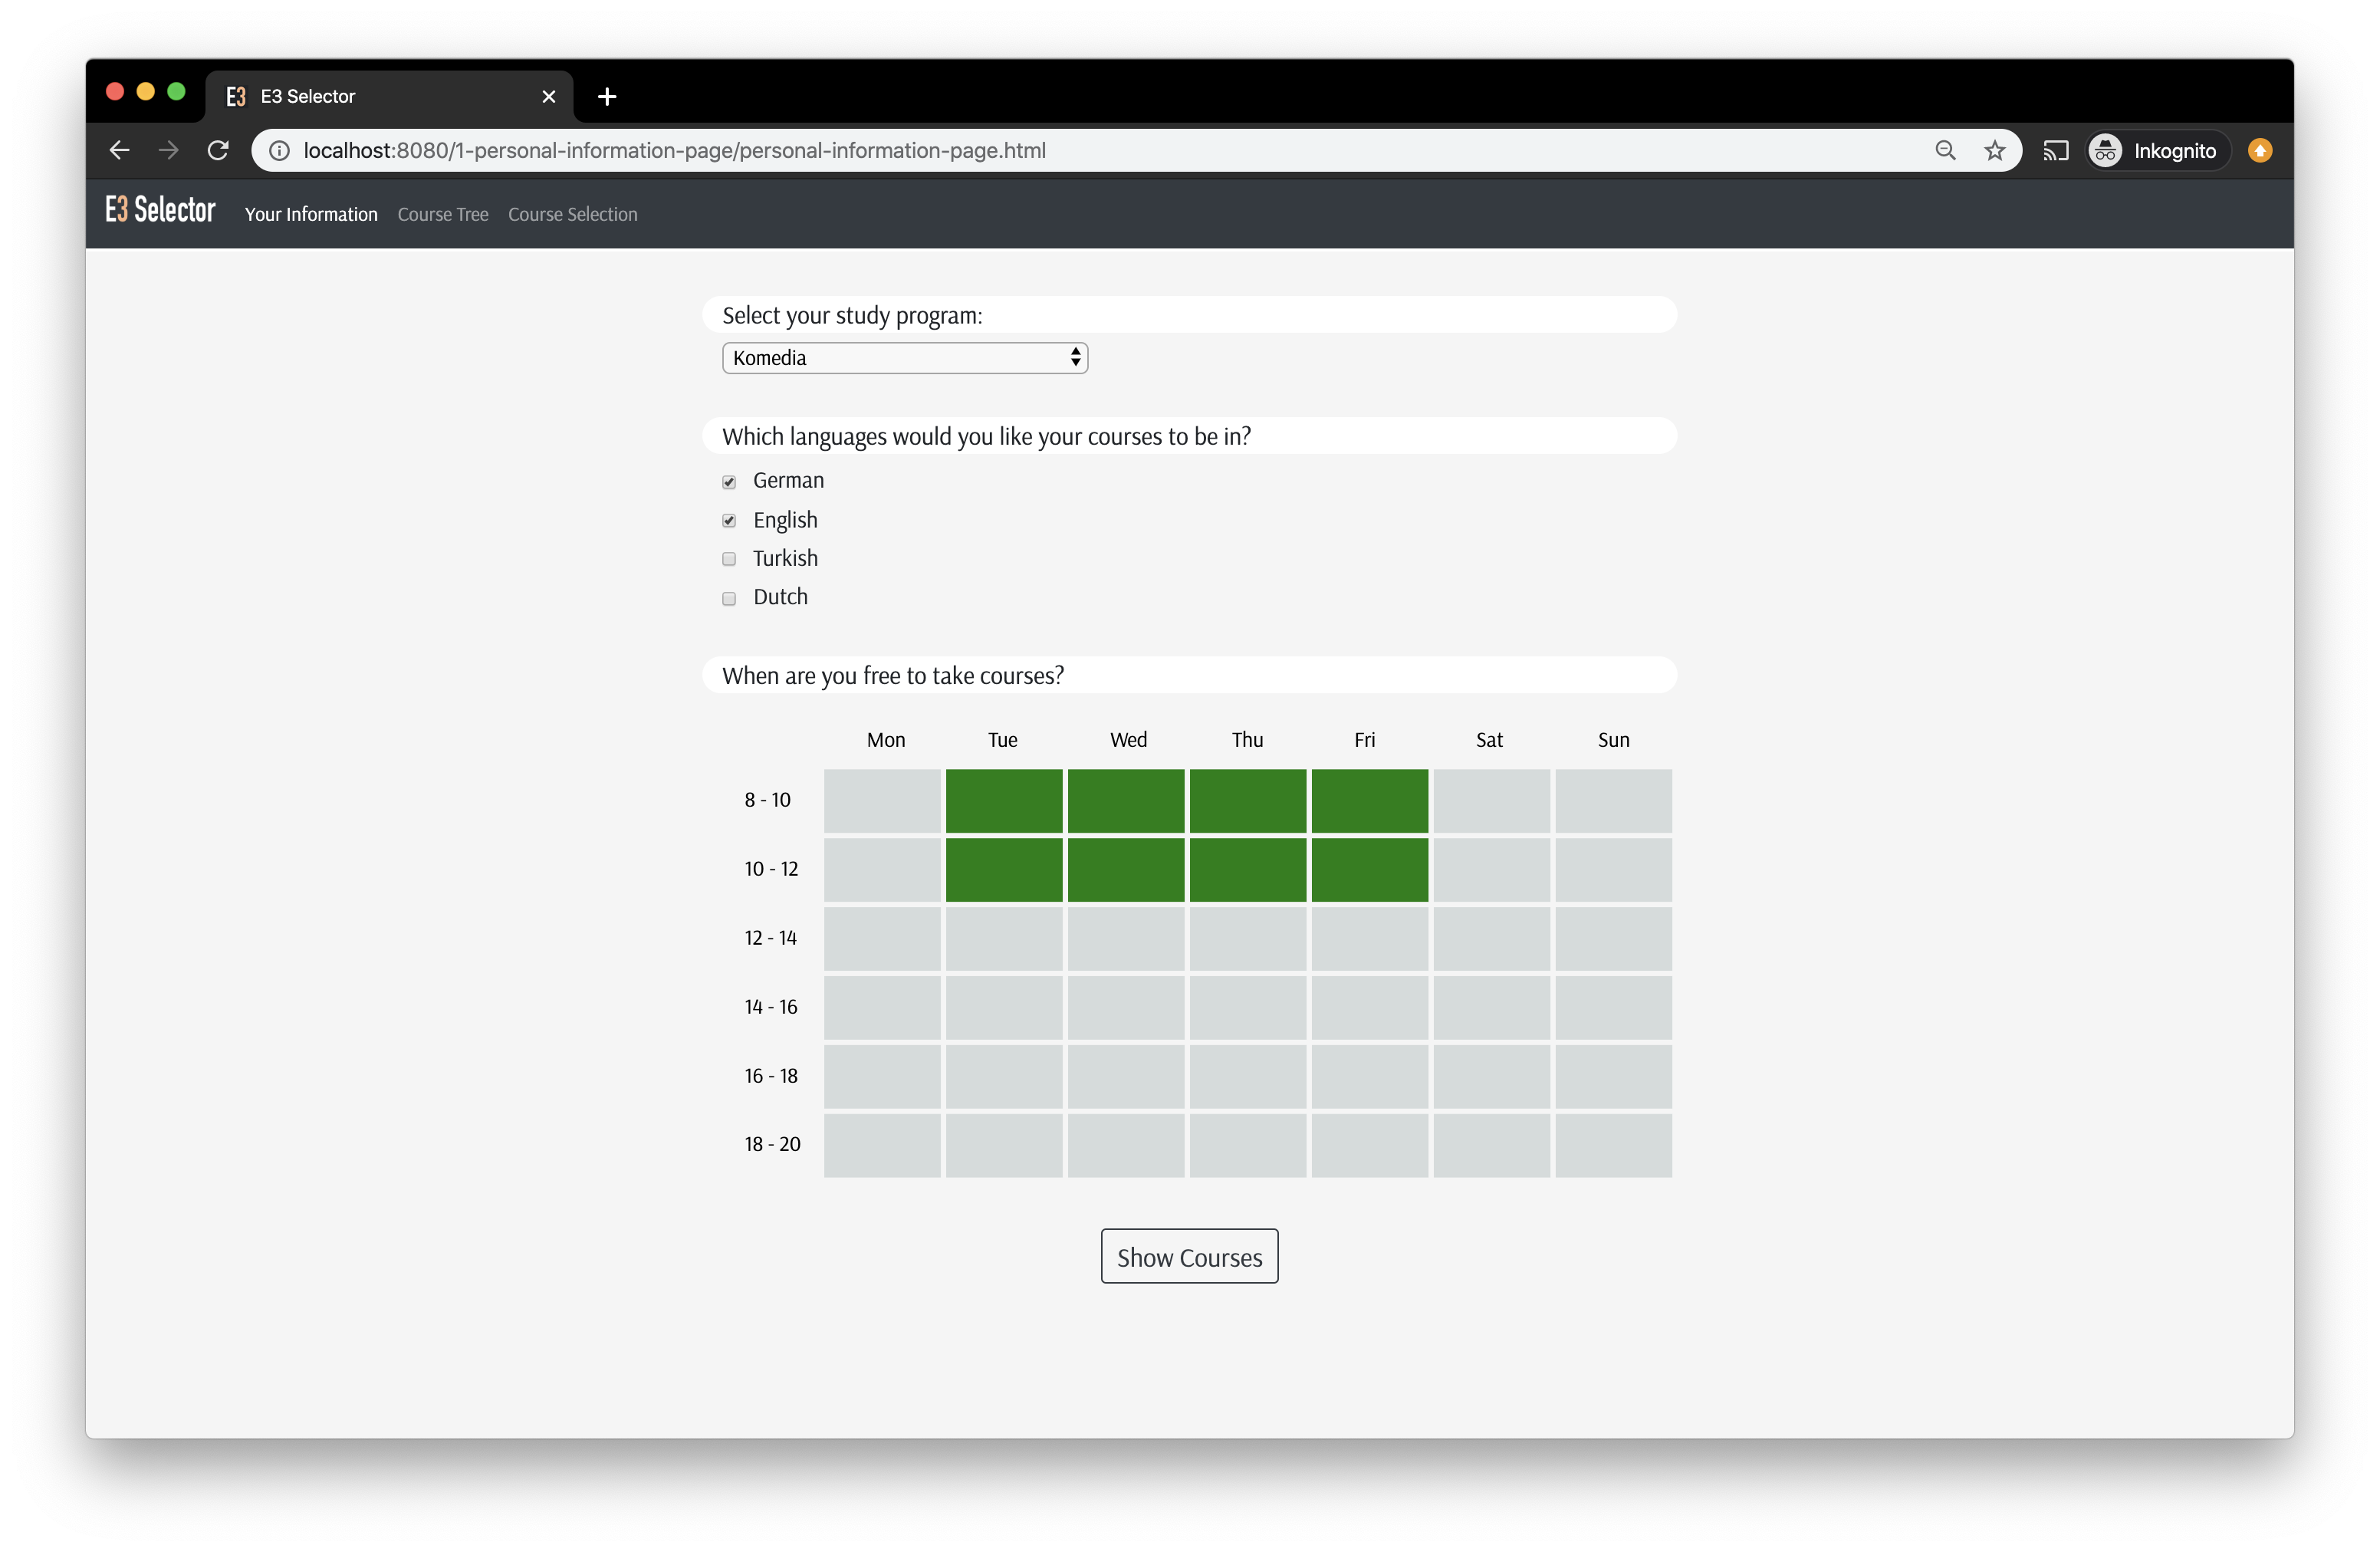 E3 E3 Selector
localhost:8080/1-personal-information-page/personal-information-page.html Inkognito
E3 Selector Your Information Course Tree Course Selection
Select your study program:
Komedia
Which languages would you like your courses to be in?
German
English
Turkish
Dutch
When are you free to take courses?
Mon Tue Wed Thu Fri Sat Sun
8 - 10
10 - 12
12 - 14
14 - 16
16 - 18
18 - 20
Show Courses